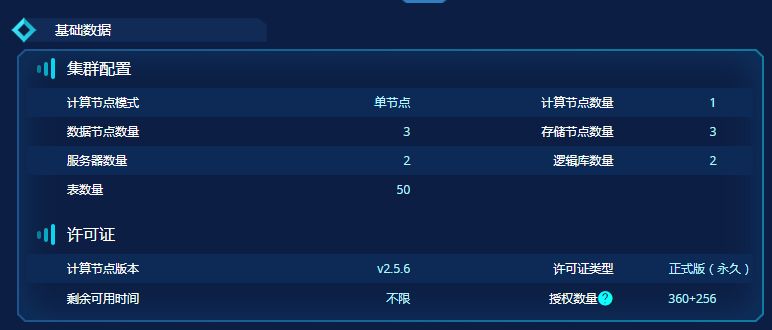 基础数据
集群配置
计算节点模式 单节点 计算节点数量 1
数据节点数量 3 存储节点数量 3
服务器数量 2 逻辑库数量 2
表数量 50
许可证
计算节点版本 v2.5.6 许可证类型 正式版（永久）
剩余可用时间 不限 授权数量? 360+256